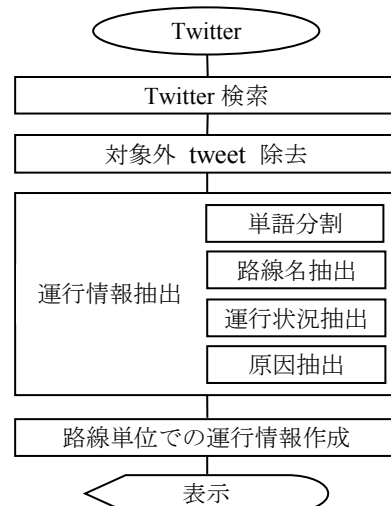 Twitter
Twitter 検索
対象外 tweet 除去
運行情報抽出
単語分割
路線名抽出
運行状況抽出
原因抽出
路線単位での運行情報作成
表示